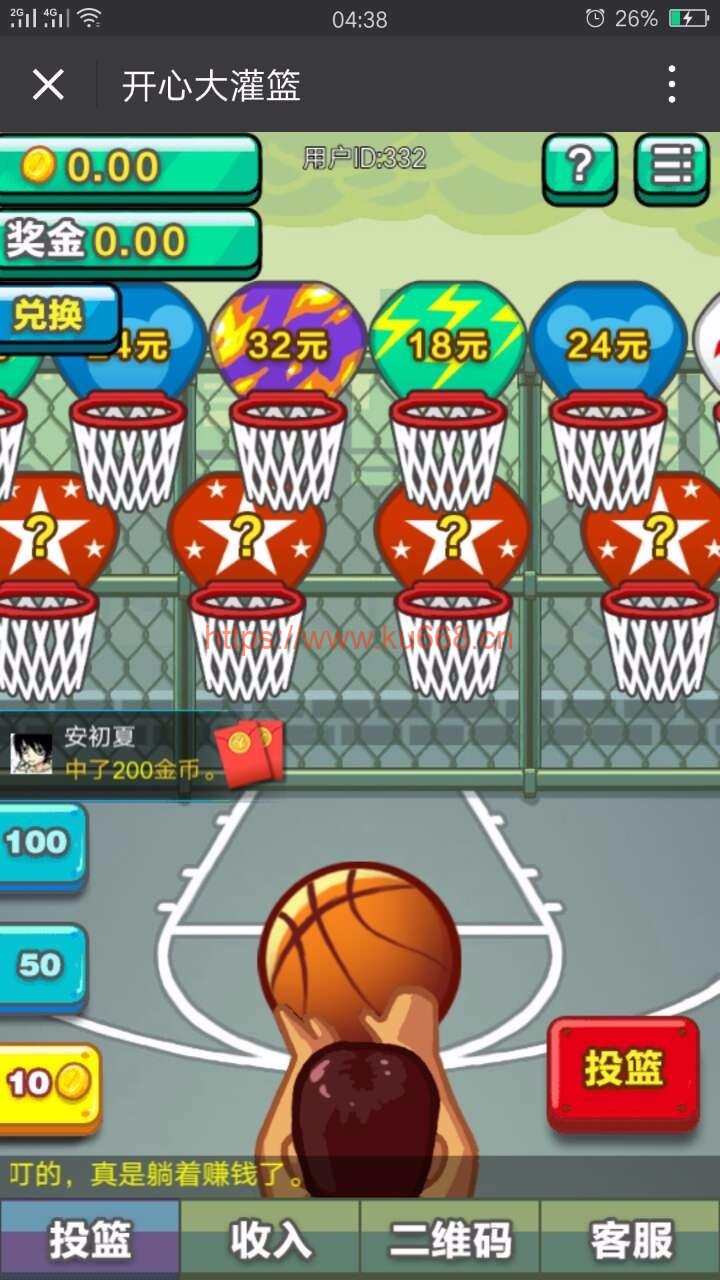 2G 4G 04:38 26%
开心大灌篮
0.00
用户ID:332
?
奖金0.00
兑换
4元
32元
18元
24元
?
?
?
?
https://www.ku668.cn
安初夏
中了200金币。
100
50
10
投篮
叮的，真是躺着赚钱了。
投篮
收入
二维码
客服